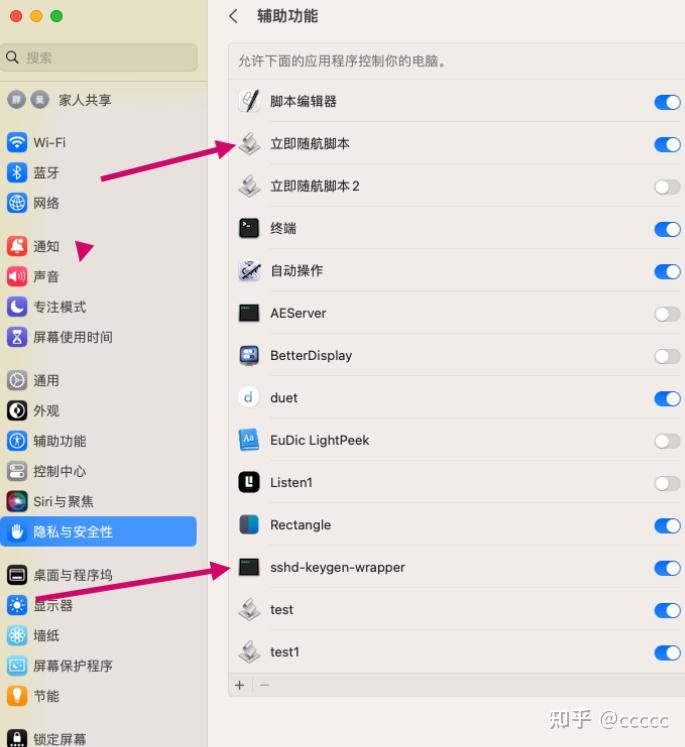 搜索
家人共享
Wi-Fi
蓝牙
网络
通知
声音
专注模式
屏幕使用时间
通用
外观
辅助功能
控制中心
Siri与聚焦
隐私与安全性
桌面与程序坞
显示器
墙纸
屏幕保护程序
节能
锁定屏幕
辅助功能
允许下面的应用程序控制你的电脑。
脚本编辑器
立即随航脚本
立即随航脚本 2
终端
自动操作
AEServer
BetterDisplay
duet
EuDic LightPeek
Listen1
Rectangle
sshd-keygen-wrapper
test
test1
知乎 @ccccc